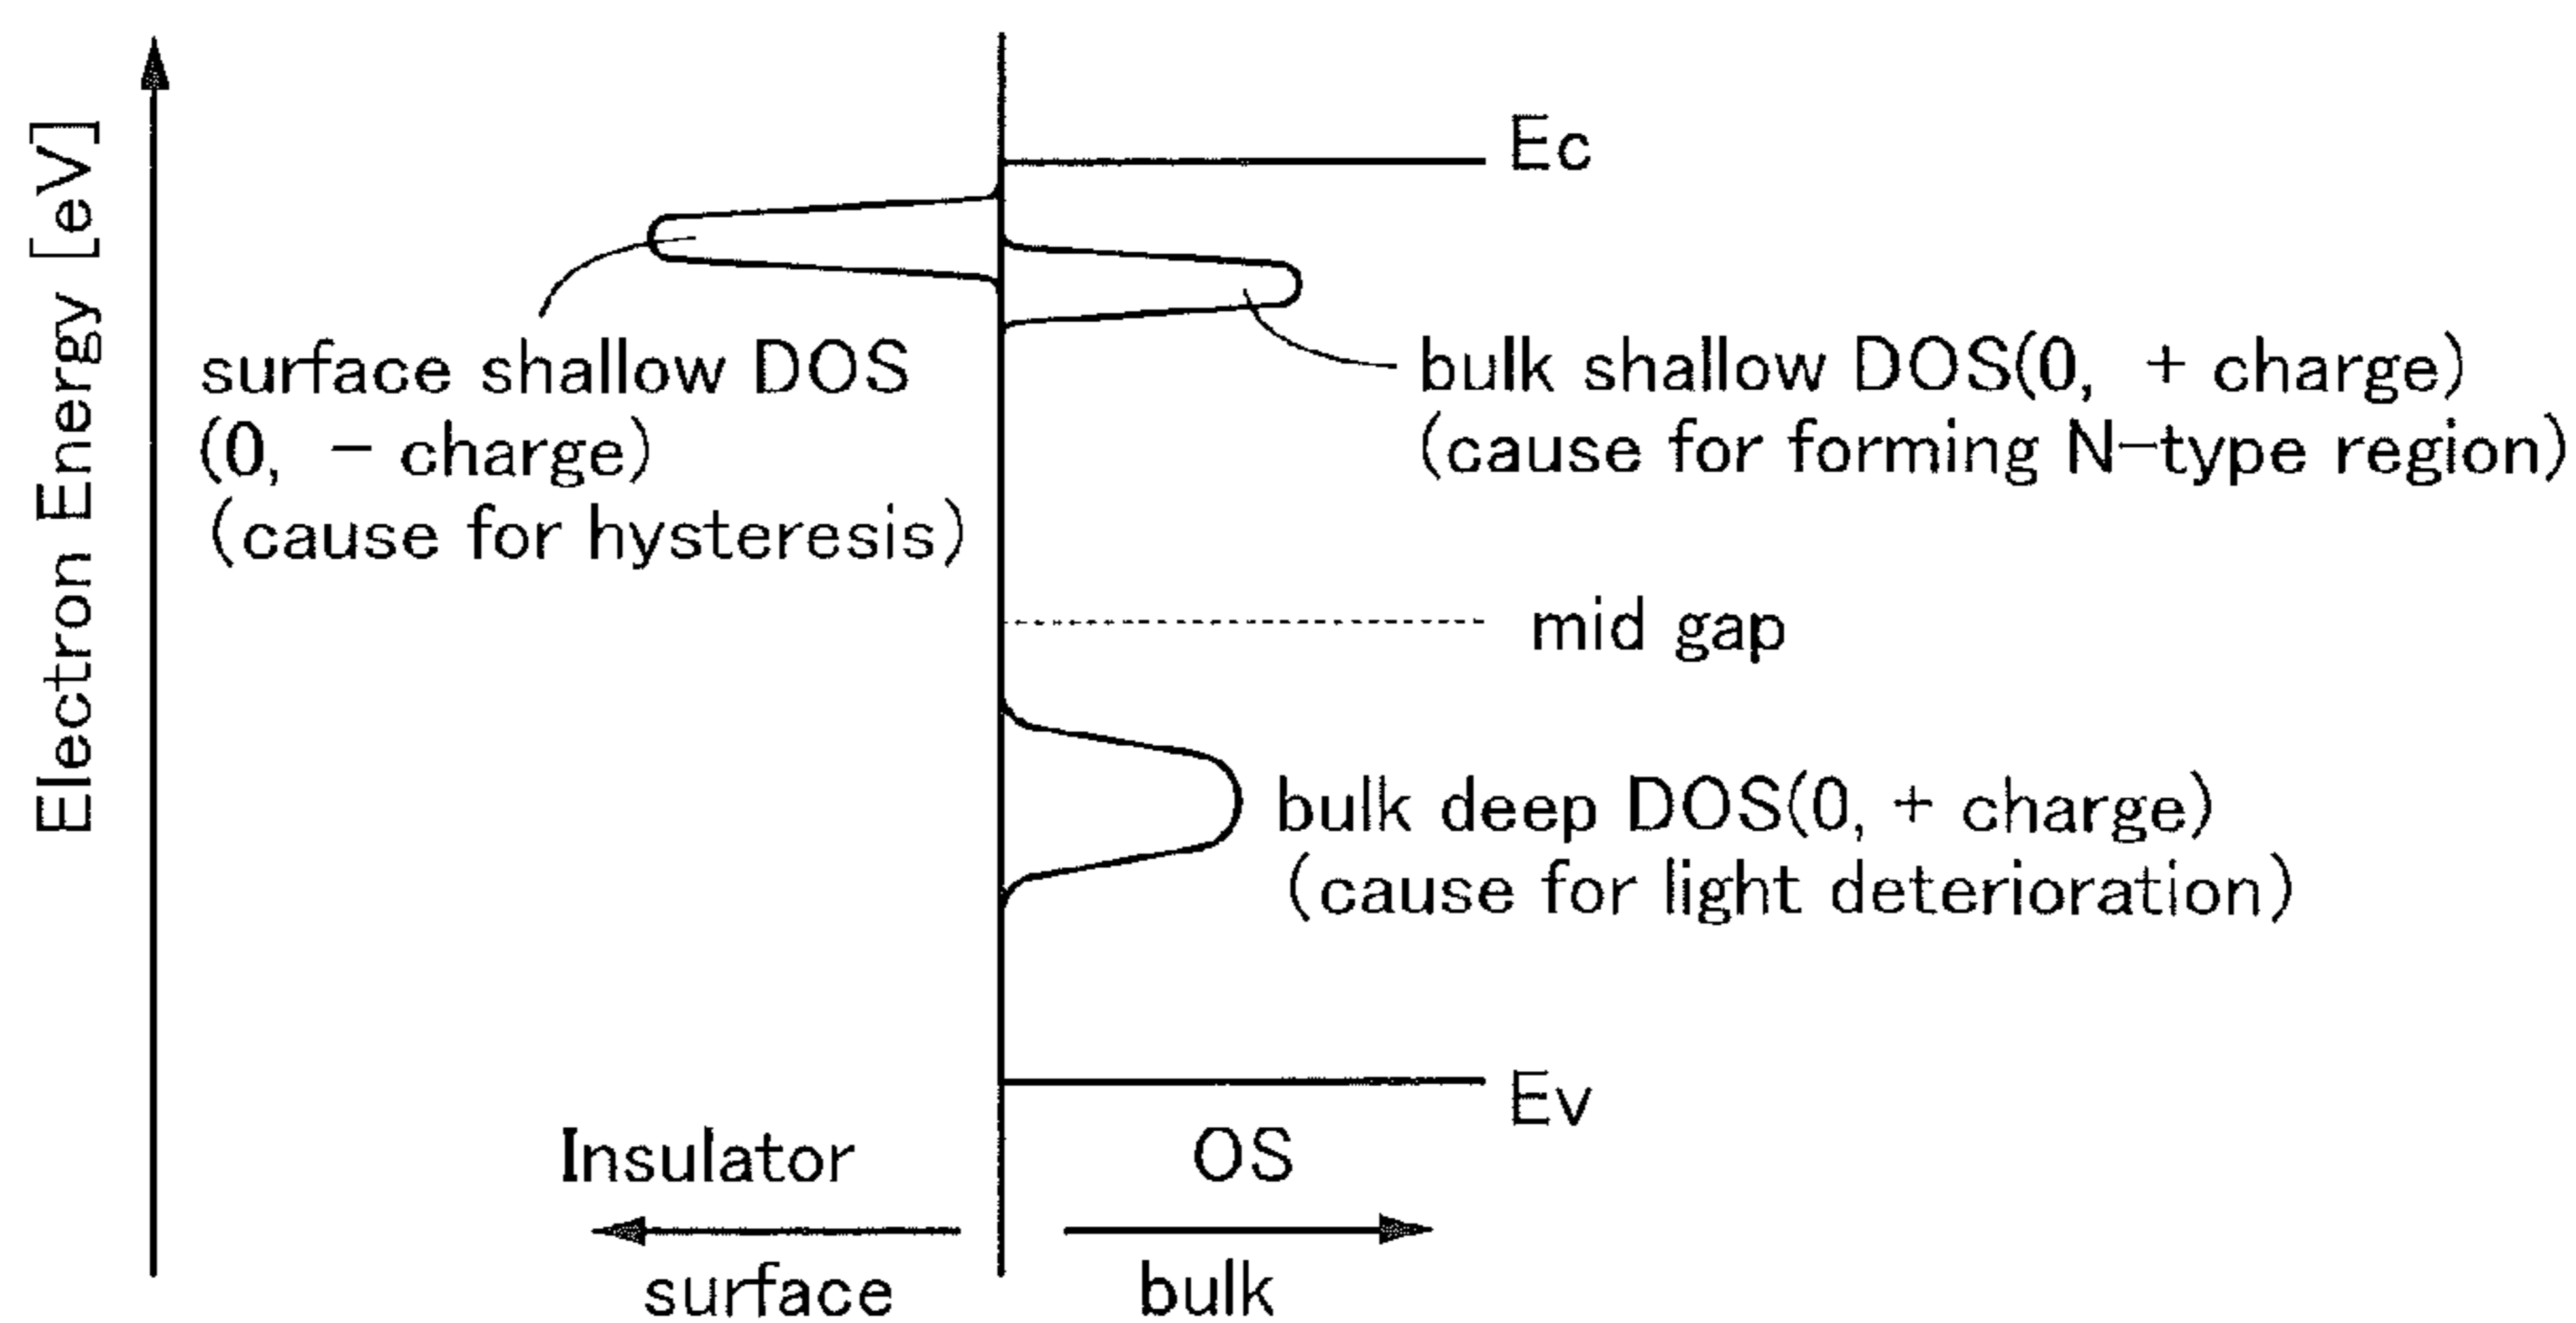 Electron Energy [eV]
Ec
surface shallow DOS
(0, − charge)
(cause for hysteresis)
bulk shallow DOS(0, + charge)
(cause for forming N−type region)
mid gap
bulk deep DOS(0, + charge)
(cause for light deterioration)
Ev
Insulator
OS
surface
bulk